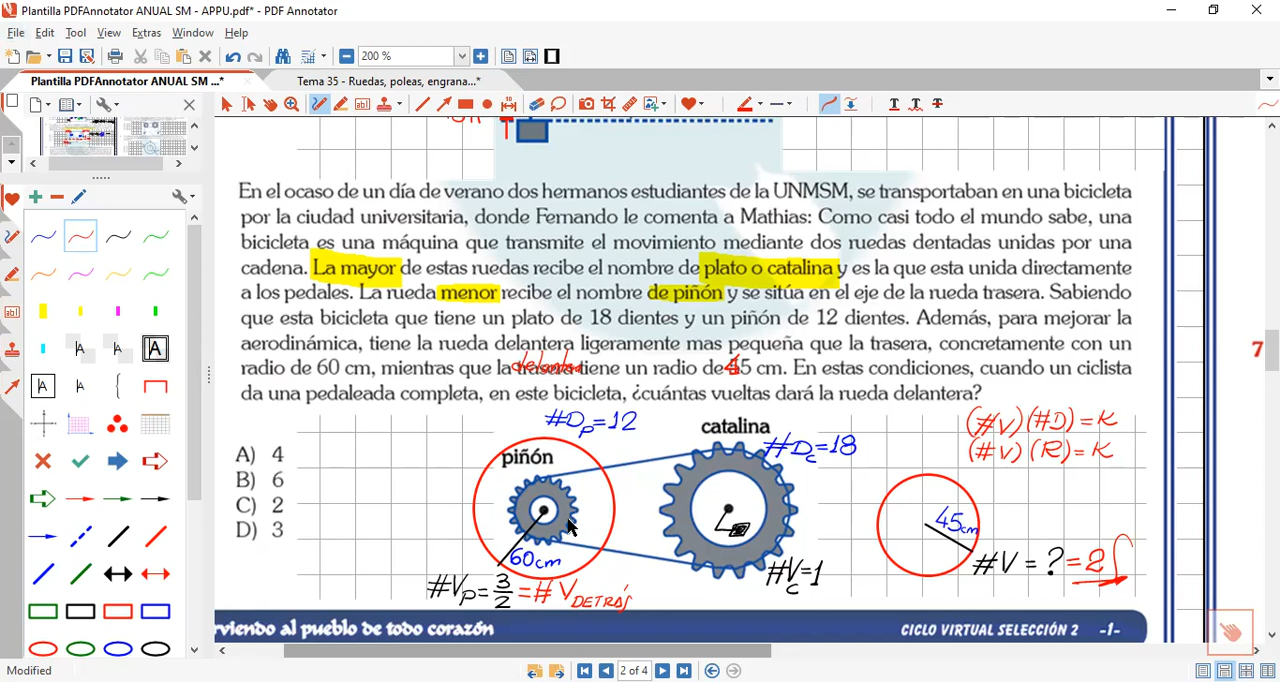 Plantilla PDFAnnotator ANUAL SM - APPU.pdf* - PDF Annotator
File Edit Tool View Extras Window Help
200 %
Plantilla PDFAnnotator ANUAL SM ...* Tema 35 - Ruedas, poleas, engrana...*
En el ocaso de un día de verano dos hermanos estudiantes de la UNMSM, se transportaban en una bicicleta
por la ciudad universitaria, donde Fernando le comenta a Mathias: Como casi todo el mundo sabe, una
bicicleta es una máquina que transmite el movimiento mediante dos ruedas dentadas unidas por una
cadena. La mayor de estas ruedas recibe el nombre de plato o catalina y es la que esta unida directamente
a los pedales. La rueda menor recibe el nombre de piñón y se sitúa en el eje de la rueda trasera. Sabiendo
que esta bicicleta que tiene un plato de 18 dientes y un piñón de 12 dientes. Además, para mejorar la
aerodinámica, tiene la rueda delantera ligeramente mas pequeña que la trasera, concretamente con un
radio de 60 cm, mientras que la delantera tiene un radio de 45 cm. En estas condiciones, cuando un ciclista
da una pedaleada completa, en este bicicleta, ¿cuántas vueltas dará la rueda delantera?
7
A) 4
B) 6
C) 2
D) 3
#Dp=12
piñón
60cm
#Vp=3/2=# VDETRÁS
catalina
#Dc=18
#Vc=1
(#V)(#D)=K
(#V)(R)=K
45cm
#V=?=2
rviendo al pueblo de todo corazón
CICLO VIRTUAL SELECCIÓN 2 -1-
Modified
2 of 4